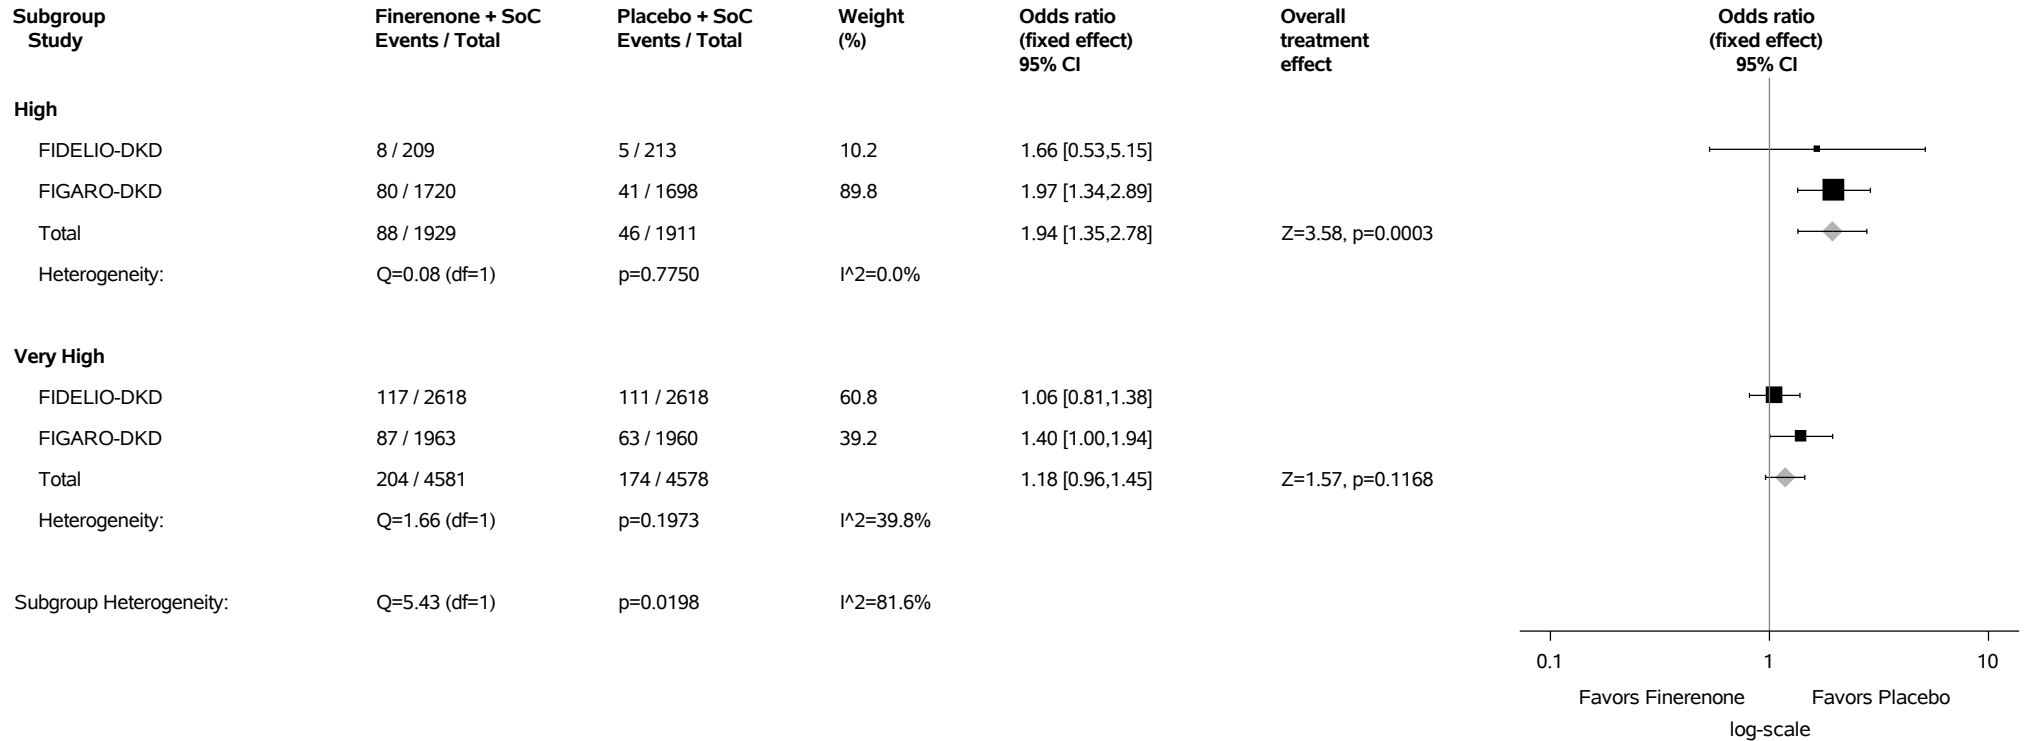 Subgroup Finerenone + SoC Placebo + SoC Weight Odds ratio Overall Odds ratio
Study Events / Total Events / Total (%) (fixed effect) treatment (fixed effect)
95% CI effect 95% CI
High
FIDELIO-DKD 8 / 209 5 / 213 10.2 1.66 [0.53,5.15]
FIGARO-DKD 80 / 1720 41 / 1698 89.8 1.97 [1.34,2.89]
Total 88 / 1929 46 / 1911 1.94 [1.35,2.78] Z=3.58, p=0.0003
Heterogeneity: Q=0.08 (df=1) p=0.7750 I^2=0.0%
Very High
FIDELIO-DKD 117 / 2618 111 / 2618 60.8 1.06 [0.81,1.38]
FIGARO-DKD 87 / 1963 63 / 1960 39.2 1.40 [1.00,1.94]
Total 204 / 4581 174 / 4578 1.18 [0.96,1.45] Z=1.57, p=0.1168
Heterogeneity: Q=1.66 (df=1) p=0.1973 I^2=39.8%
Subgroup Heterogeneity: Q=5.43 (df=1) p=0.0198 I^2=81.6%
0.1 1 10
Favors Finerenone Favors Placebo
log-scale